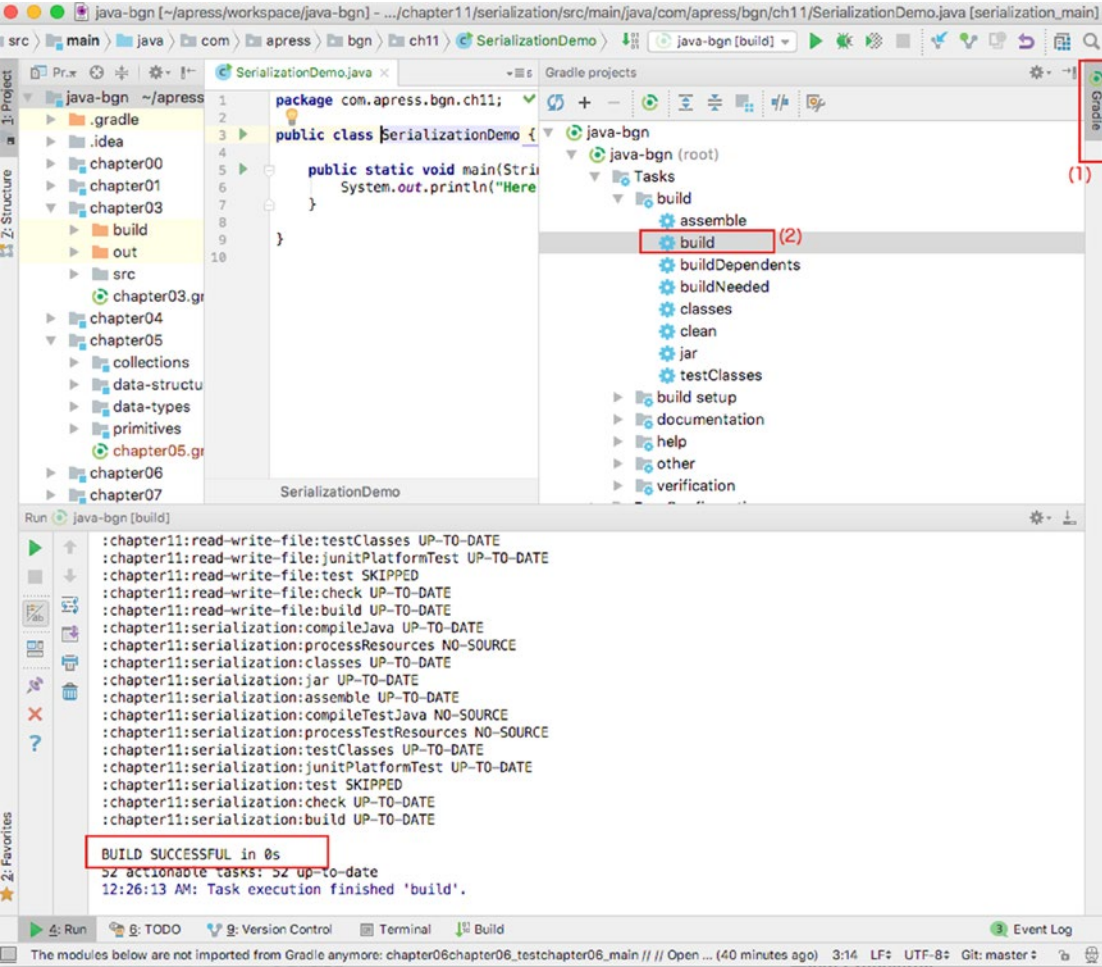 java-bgn [~/apress/workspace/java-bgn] - .../chapter11/serialization/src/main/java/com/apress/bgn/ch11/SerializationDemo.java [serialization_main]
src main java com apress bgn ch11 SerializationDemo java-bgn [build]
1: Project
Z: Structure
2: Favorites
Pr.
java-bgn ~/apress
.gradle
.idea
chapter00
chapter01
chapter03
build
out
src
chapter03.gr
chapter04
chapter05
collections
data-structu
data-types
primitives
chapter05.gr
chapter06
chapter07
SerializationDemo.java
1 package com.apress.bgn.ch11;
2
3 public class SerializationDemo {
4
5 public static void main(Stri
6 System.out.println("Here
7 }
8
9 }
10
SerializationDemo
Gradle projects
java-bgn
java-bgn (root)
Tasks
build
assemble
build (2)
buildDependents
buildNeeded
classes
clean
jar
testClasses
build setup
documentation
help
other
verification
Gradle
(1)
Run java-bgn [build]
:chapter11:read-write-file:testClasses UP-TO-DATE
:chapter11:read-write-file:junitPlatformTest UP-TO-DATE
:chapter11:read-write-file:test SKIPPED
:chapter11:read-write-file:check UP-TO-DATE
:chapter11:read-write-file:build UP-TO-DATE
:chapter11:serialization:compileJava UP-TO-DATE
:chapter11:serialization:processResources NO-SOURCE
:chapter11:serialization:classes UP-TO-DATE
:chapter11:serialization:jar UP-TO-DATE
:chapter11:serialization:assemble UP-TO-DATE
:chapter11:serialization:compileTestJava NO-SOURCE
:chapter11:serialization:processTestResources NO-SOURCE
:chapter11:serialization:testClasses UP-TO-DATE
:chapter11:serialization:junitPlatformTest UP-TO-DATE
:chapter11:serialization:test SKIPPED
:chapter11:serialization:check UP-TO-DATE
:chapter11:serialization:build UP-TO-DATE
BUILD SUCCESSFUL in 0s
52 actionable tasks: 52 up-to-date
12:26:13 AM: Task execution finished 'build'.
4: Run 6: TODO 9: Version Control Terminal Build 3 Event Log
The modules below are not imported from Gradle anymore: chapter06chapter06_testchapter06_main // // Open ... (40 minutes ago) 3:14 LF UTF-8 Git: master